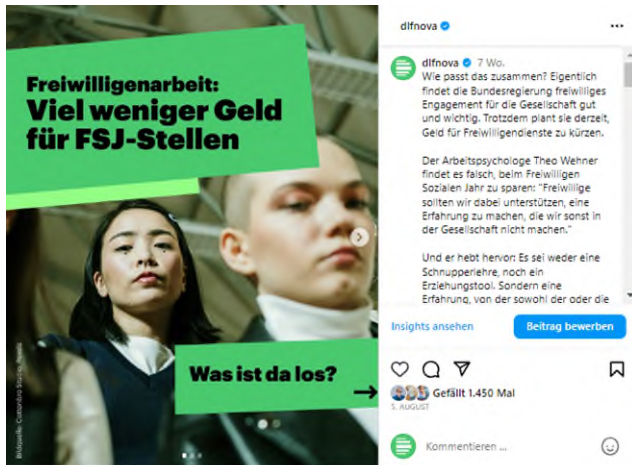 Freiwilligenarbeit:
Viel weniger Geld
für FSJ-Stellen
Was ist da los?
dlfnova
dlfnova 7 Wo.
Wie passt das zusammen? Eigentlich
findet die Bundesregierung freiwilliges
Engagement für die Gesellschaft gut
und wichtig. Trotzdem plant sie derzeit,
Geld für Freiwilligendienste zu kürzen.
Der Arbeitspsychologe Theo Wehner
findet es falsch, beim Freiwilligen
Sozialen Jahr zu sparen: "Freiwillige
sollten wir dabei unterstützen, eine
Erfahrung zu machen, die wir sonst in
der Gesellschaft nicht machen."
Und er hebt hervor: Es sei weder eine
Schnupperlehre, noch ein
Erziehungstool. Sondern eine
Erfahrung, von der sowohl der oder die
Insights ansehen
Beitrag bewerben
Gefällt 1.450 Mal
5. AUGUST
Kommentieren ...